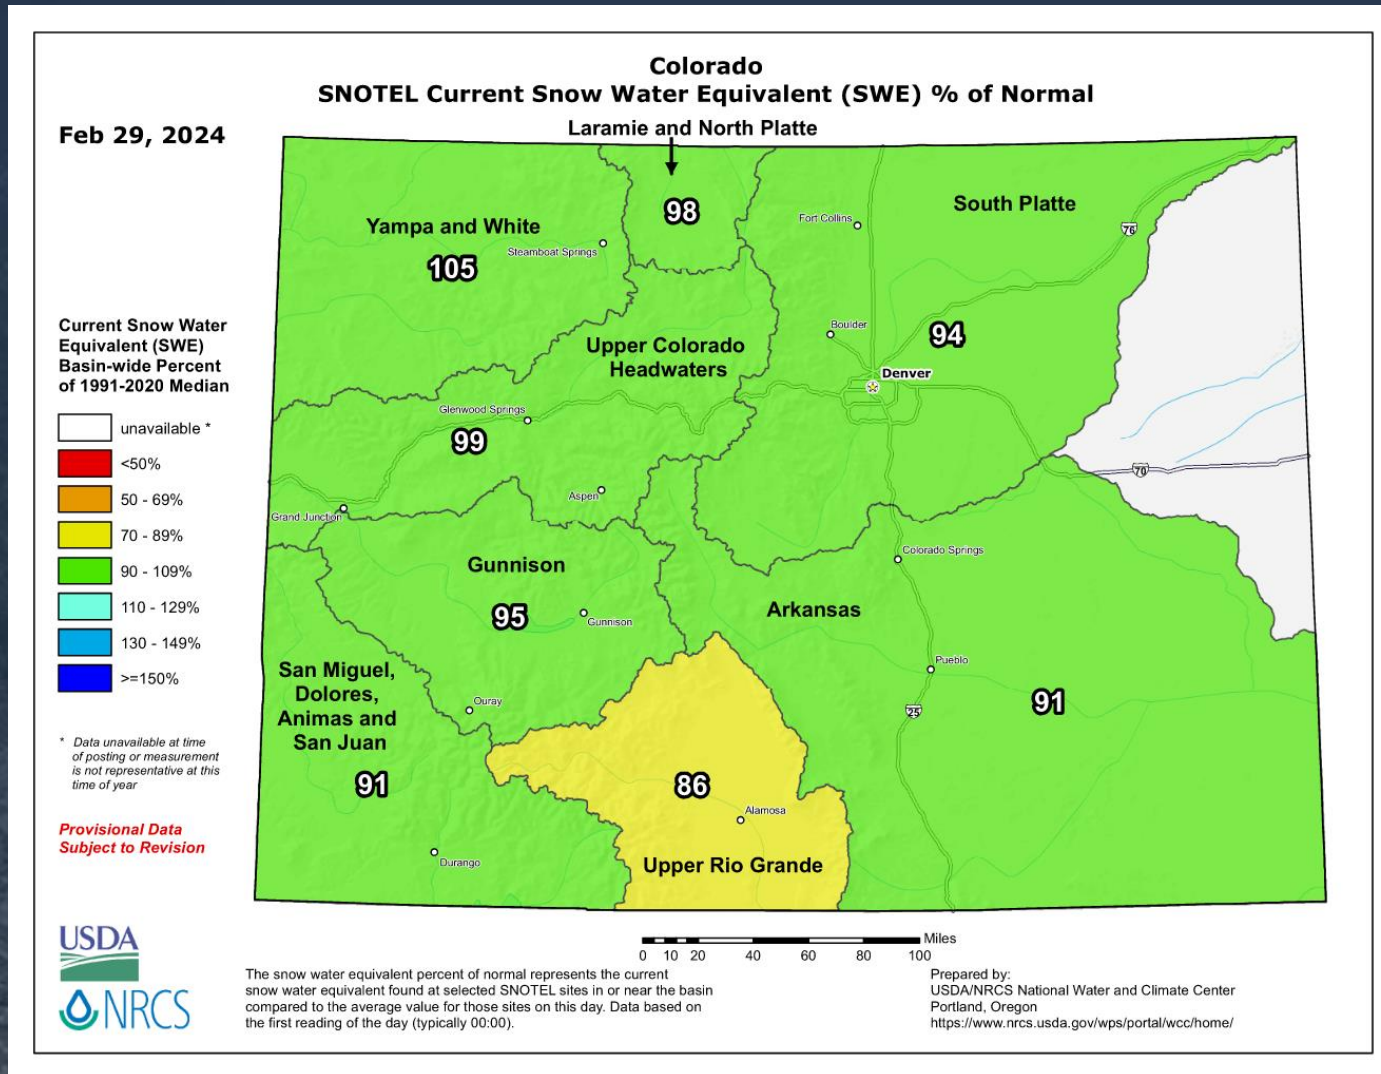 Colorado
SNOTEL Current Snow Water Equivalent (SWE) % of Normal
Feb 29, 2024
Laramie and North Platte
98
Yampa and White
Steamboat Springs
105
Fort Collins
South Platte
76
Boulder
94
Upper Colorado
Headwaters
Denver
Glenwood Springs
99
70
Aspen
Grand Junction
Gunnison
95
Gunnison
Colorado Springs
Arkansas
Pueblo
91
25
San Miguel,
Dolores,
Animas and
San Juan
91
Ouray
Durango
86
Alamosa
Upper Rio Grande
Current Snow Water
Equivalent (SWE)
Basin-wide Percent
of 1991-2020 Median
unavailable *
<50%
50 - 69%
70 - 89%
90 - 109%
110 - 129%
130 - 149%
>=150%
* Data unavailable at time
of posting or measurement
is not representative at this
time of year
Provisional Data
Subject to Revision
USDA
NRCS
Miles
0 10 20 40 60 80 100
The snow water equivalent percent of normal represents the current
snow water equivalent found at selected SNOTEL sites in or near the basin
compared to the average value for those sites on this day. Data based on
the first reading of the day (typically 00:00).
Prepared by:
USDA/NRCS National Water and Climate Center
Portland, Oregon
https://www.nrcs.usda.gov/wps/portal/wcc/home/